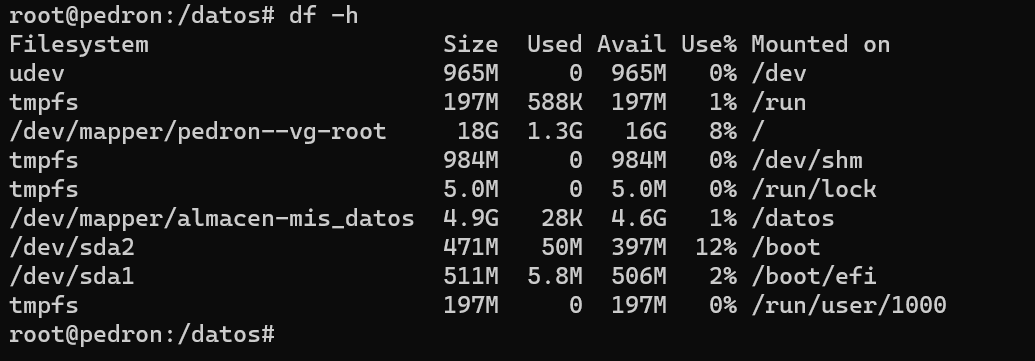 root@pedron:/datos# df -h
Filesystem                     Size  Used Avail Use% Mounted on
udev                           965M     0  965M   0% /dev
tmpfs                          197M  588K  197M   1% /run
/dev/mapper/pedron--vg-root     18G  1.3G   16G   8% /
tmpfs                          984M     0  984M   0% /dev/shm
tmpfs                          5.0M     0  5.0M   0% /run/lock
/dev/mapper/almacen-mis_datos  4.9G   28K  4.6G   1% /datos
/dev/sda2                      471M   50M  397M  12% /boot
/dev/sda1                      511M  5.8M  506M   2% /boot/efi
tmpfs                          197M     0  197M   0% /run/user/1000
root@pedron:/datos#